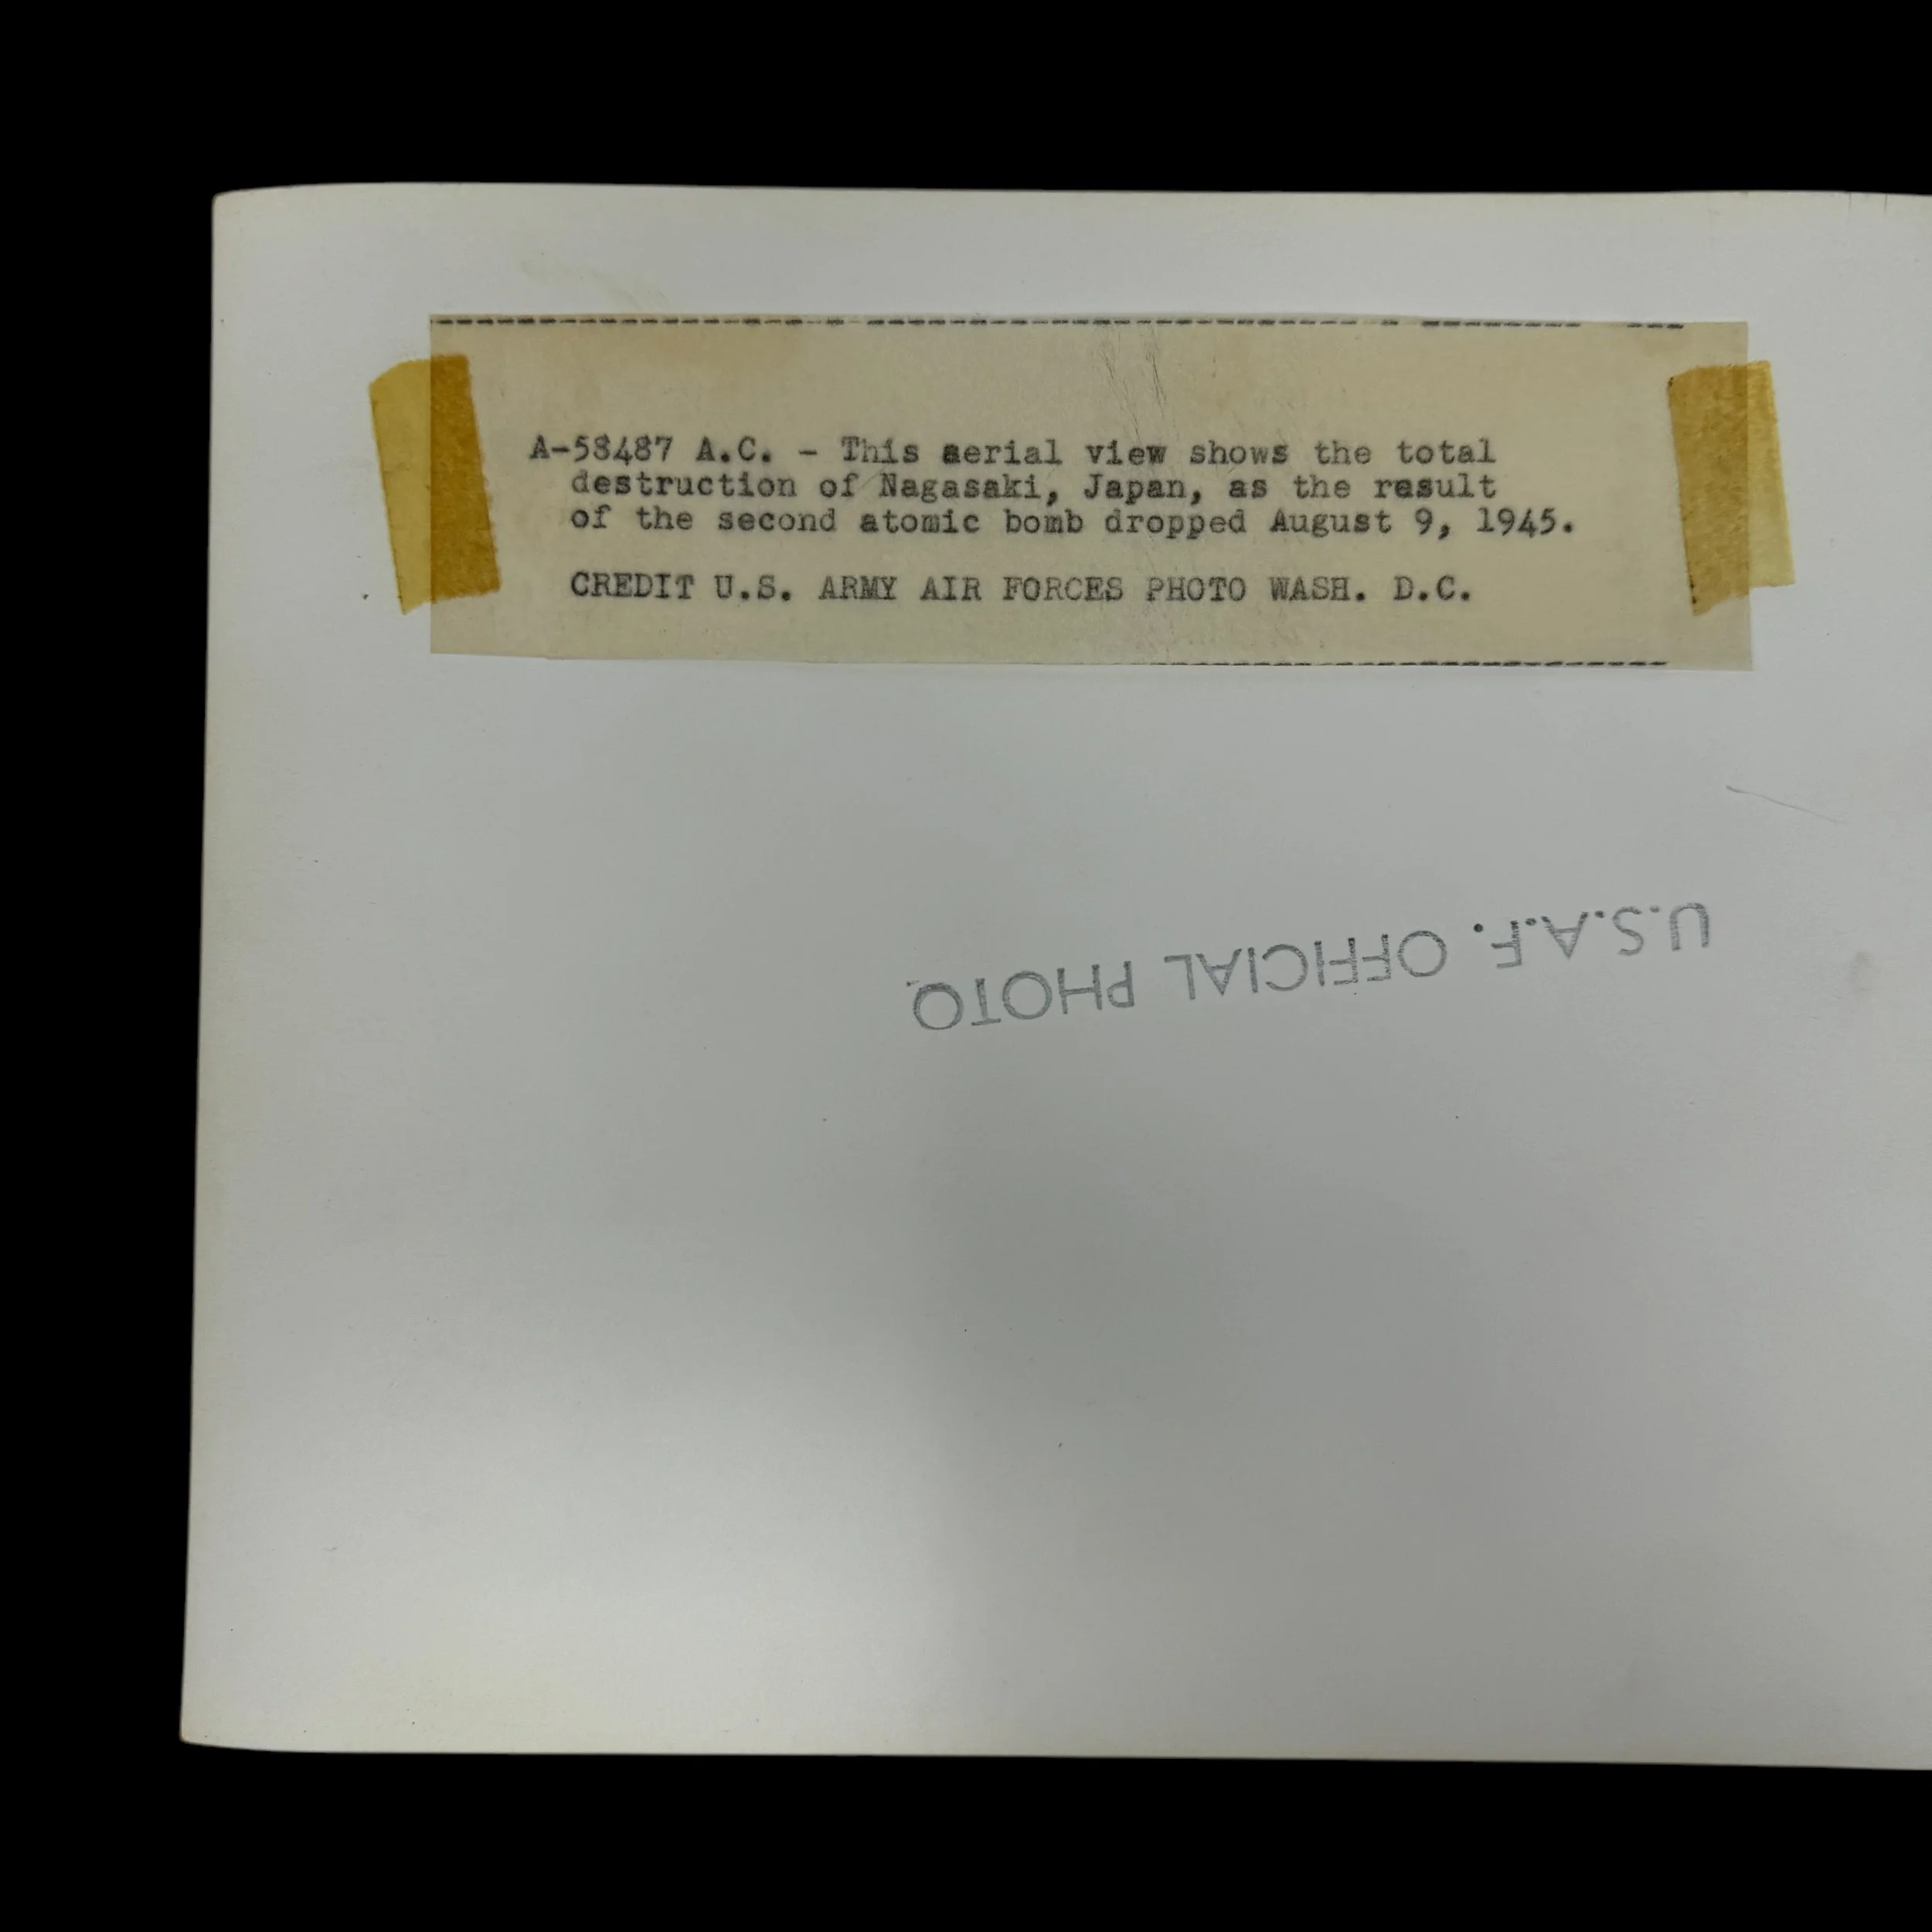 A-58487 A.C. - This aerial view shows the total
destruction of Nagasaki, Japan, as the result
of the second atomic bomb dropped August 9, 1945.
CREDIT U.S. ARMY AIR FORCES PHOTO WASH. D.C.
U.S.A.F. OFFICIAL PHOTO